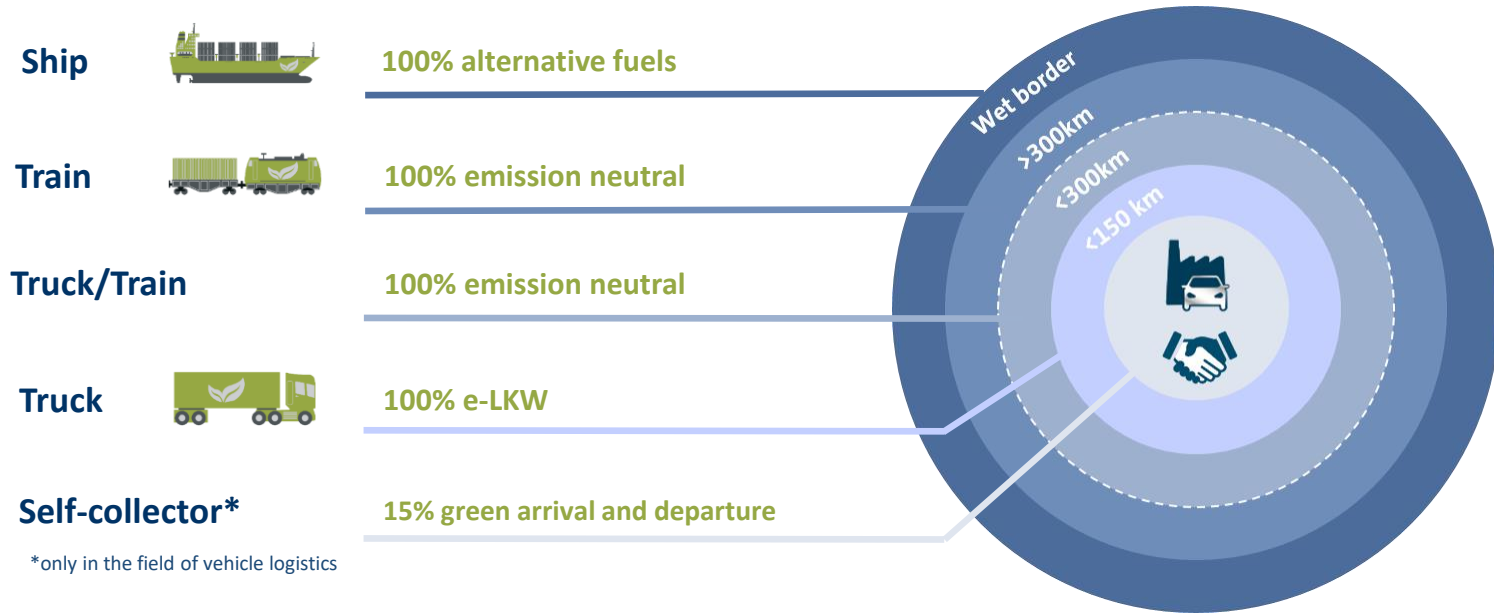 Ship
100% alternative fuels
Train
100% emission neutral
Truck/Train
100% emission neutral
Truck
100% e-LKW
Self-collector*
15% green arrival and departure
*only in the field of vehicle logistics
Wet border
>300km
<300km
<150 km